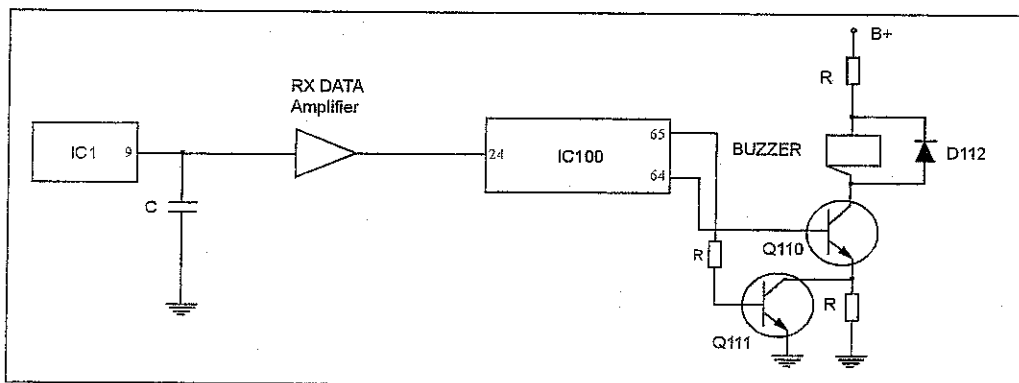 B+
R
RX DATA
Amplifier
IC1
9
24
IC100
65
64
BUZZER
D112
C
R
Q110
R
Q111